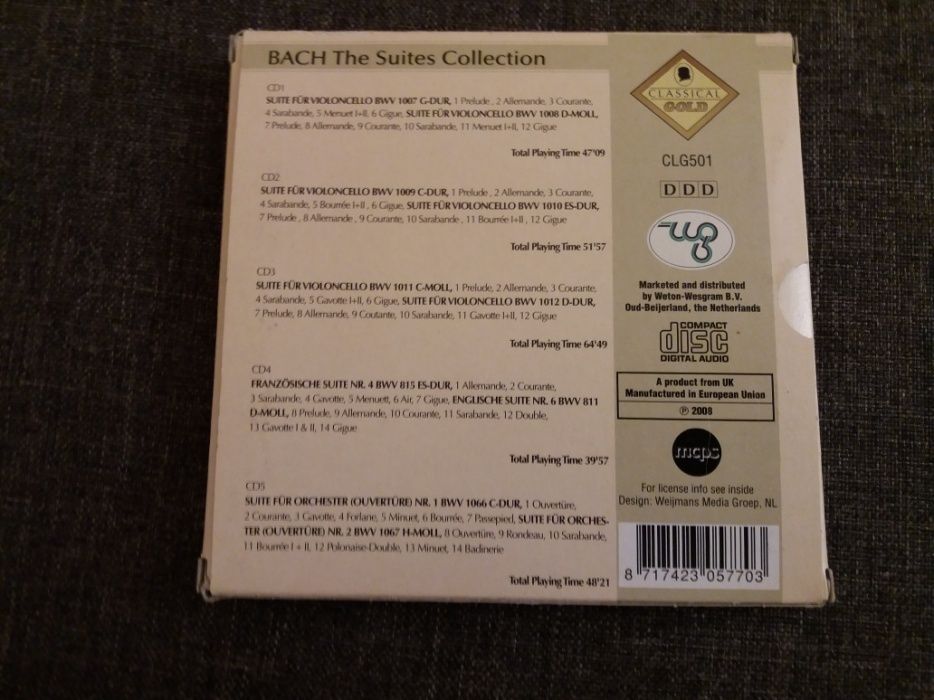 BACH The Suites Collection
CD1
SUITE FÜR VIOLONCELLO BWV 1007 G-DUR, 1 Prelude , 2 Allemande, 3 Courante,
4 Sarabande, 5 Menuet I+II, 6 Gigue, SUITE FÜR VIOLONCELLO BWV 1008 D-MOLL,
7 Prelude, 8 Allemande, 9 Courante, 10 Sarabande, 11 Menuet I+II, 12 Gigue
Total Playing Time 47'09
CD2
SUITE FÜR VIOLONCELLO BWV 1009 C-DUR, 1 Prelude , 2 Allemande, 3 Courante,
4 Sarabande, 5 Bourrée I+II , 6 Gigue, SUITE FÜR VIOLONCELLO BWV 1010 ES-DUR,
7 Prelude , 8 Allemande , 9 Courante, 10 Sarabande , 11 Bourrée I+II , 12 Gigue
Total Playing Time 51'57
CD3
SUITE FÜR VIOLONCELLO BWV 1011 C-MOLL, 1 Prelude, 2 Allemande, 3 Courante,
4 Sarabande, 5 Gavotte I+II, 6 Gigue, SUITE FÜR VIOLONCELLO BWV 1012 D-DUR,
7 Prelude, 8 Allemande, 9 Coutante, 10 Sarabande, 11 Gavotte I+II, 12 Gigue
Total Playing Time 64'49
CD4
FRANZÖSISCHE SUITE NR. 4 BWV 815 ES-DUR, 1 Allemande, 2 Courante,
3 Sarabande, 4 Gavotte, 5 Menuett, 6 Air, 7 Gigue, ENGLISCHE SUITE NR. 6 BWV 811
D-MOLL, 8 Prelude, 9 Allemande, 10 Courante, 11 Sarabande, 12 Double,
13 Gavotte I & II, 14 Gigue
Total Playing Time 39'57
CD5
SUITE FÜR ORCHESTER (OUVERTÜRE) NR. 1 BWV 1066 C-DUR, 1 Ouvertüre,
2 Courante, 3 Gavotte, 4 Forlane, 5 Minuet, 6 Bourrée, 7 Passepied, SUITE FÜR ORCHES-
TER (OUVERTÜRE) NR. 2 BWV 1067 H-MOLL, 8 Ouvertüre, 9 Rondeau, 10 Sarabande,
11 Bourrée I + II, 12 Polonaise-Double, 13 Minuet, 14 Badinerie
Total Playing Time 48'21
CLASSICAL
GOLD
CLG501
D D D
wg
Marketed and distributed
by Weton-Wesgram B.V.
Oud-Beijerland, the Netherlands
COMPACT
disc
DIGITAL AUDIO
A product from UK
Manufactured in European Union
℗ 2008
mcps
For license info see inside
Design: Weijmans Media Groep, NL
8 717423 057703